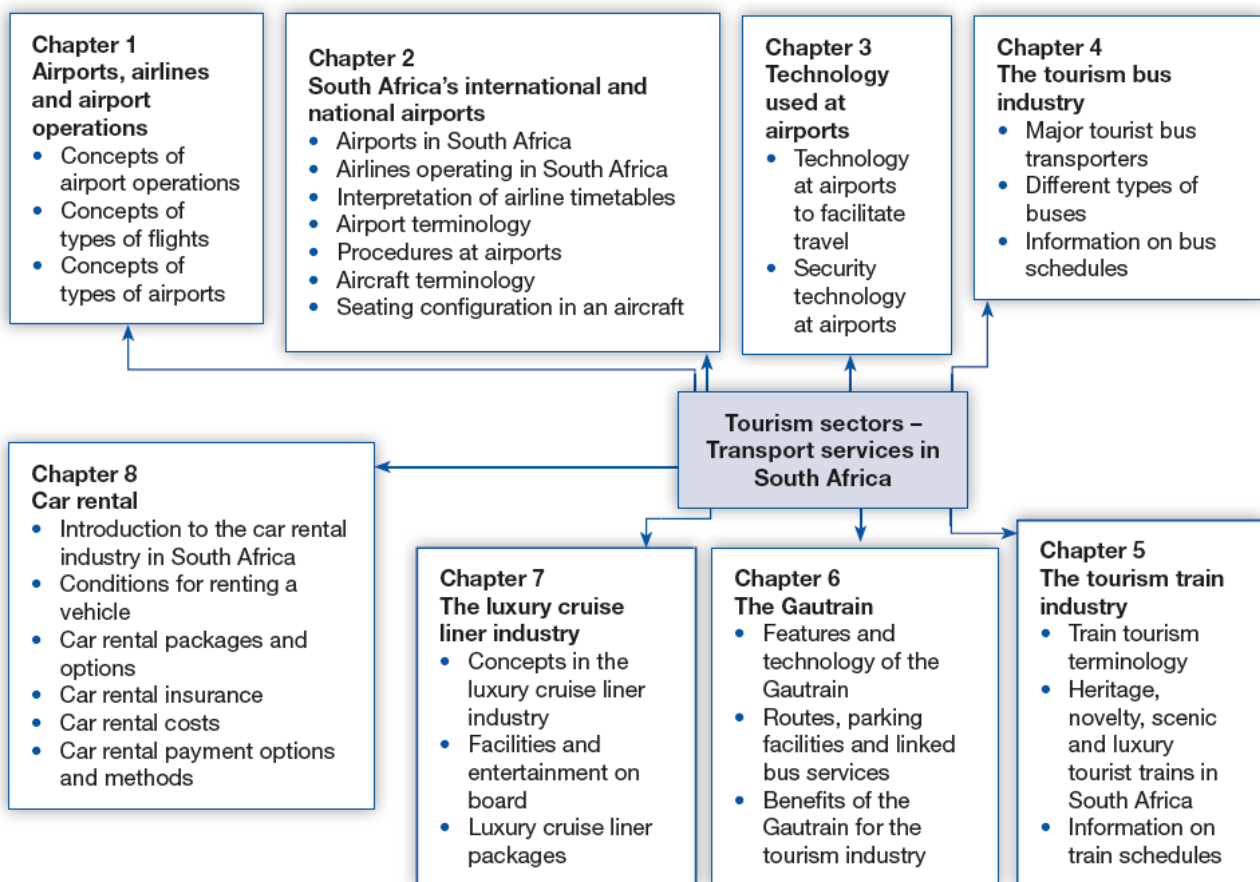 Chapter 1
Airports, airlines
and airport
operations
• Concepts of
airport operations
• Concepts of
types of flights
• Concepts of
types of airports
Chapter 2
South Africa’s international and
national airports
• Airports in South Africa
• Airlines operating in South Africa
• Interpretation of airline timetables
• Airport terminology
• Procedures at airports
• Aircraft terminology
• Seating configuration in an aircraft
Chapter 3
Technology
used at
airports
• Technology
at airports
to facilitate
travel
• Security
technology
at airports
Chapter 4
The tourism bus
industry
• Major tourist bus
transporters
• Different types of
buses
• Information on bus
schedules
Tourism sectors –
Transport services in
South Africa
Chapter 8
Car rental
• Introduction to the car rental
industry in South Africa
• Conditions for renting a
vehicle
• Car rental packages and
options
• Car rental insurance
• Car rental costs
• Car rental payment options
and methods
Chapter 7
The luxury cruise
liner industry
• Concepts in the
luxury cruise liner
industry
• Facilities and
entertainment on
board
• Luxury cruise liner
packages
Chapter 6
The Gautrain
• Features and
technology of the
Gautrain
• Routes, parking
facilities and linked
bus services
• Benefits of the
Gautrain for the
tourism industry
Chapter 5
The tourism train
industry
• Train tourism
terminology
• Heritage,
novelty, scenic
and luxury
tourist trains in
South Africa
• Information on
train schedules